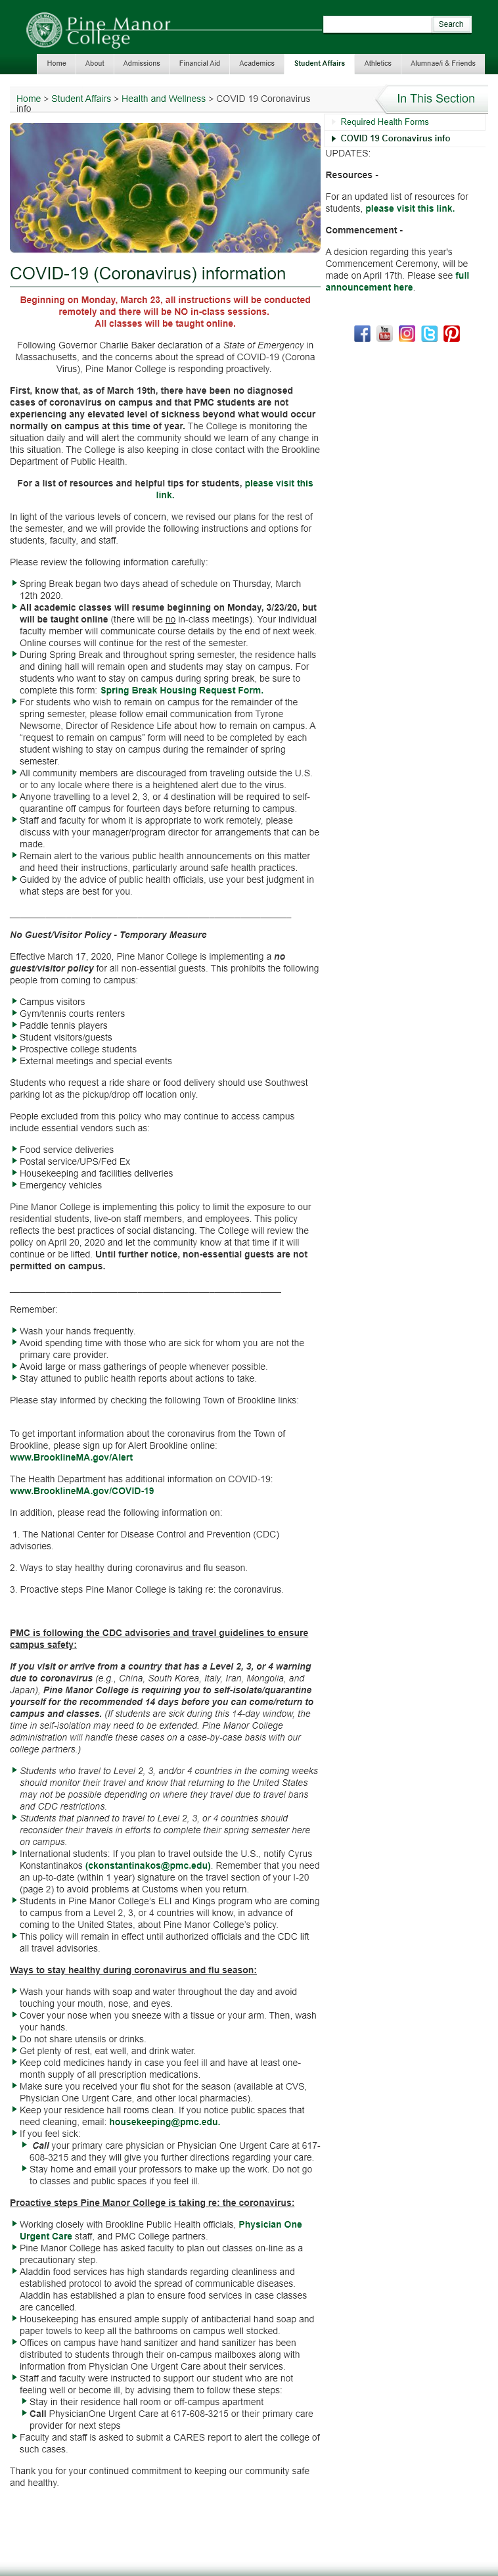 Pine Manor
College
Search
Home
About
Admissions
Financial Aid
Academics
Student Affairs
Athletics
Alumnae/i & Friends
Home > Student Affairs > Health and Wellness > COVID 19 Coronavirus
info
In This Section
Required Health Forms
COVID 19 Coronavirus info
UPDATES:
Resources -
For an updated list of resources for
students, please visit this link.
Commencement -
A desicion regarding this year's
Commencement Ceremony, will be
made on April 17th. Please see full
announcement here.
You
Tube
COVID-19 (Coronavirus) information
Beginning on Monday, March 23, all instructions will be conducted
remotely and there will be NO in-class sessions.
All classes will be taught online.
Following Governor Charlie Baker declaration of a State of Emergency in
Massachusetts, and the concerns about the spread of COVID-19 (Corona
Virus), Pine Manor College is responding proactively.
First, know that, as of March 19th, there have been no diagnosed
cases of coronavirus on campus and that PMC students are not
experiencing any elevated level of sickness beyond what would occur
normally on campus at this time of year. The College is monitoring the
situation daily and will alert the community should we learn of any change in
this situation. The College is also keeping in close contact with the Brookline
Department of Public Health.
For a list of resources and helpful tips for students, please visit this
link.
In light of the various levels of concern, we revised our plans for the rest of
the semester, and we will provide the following instructions and options for
students, faculty, and staff.
Please review the following information carefully:
Spring Break began two days ahead of schedule on Thursday, March
12th 2020.
All academic classes will resume beginning on Monday, 3/23/20, but
will be taught online (there will be no in-class meetings). Your individual
faculty member will communicate course details by the end of next week.
Online courses will continue for the rest of the semester.
During Spring Break and throughout spring semester, the residence halls
and dining hall will remain open and students may stay on campus. For
students who want to stay on campus during spring break, be sure to
complete this form: Spring Break Housing Request Form.
For students who wish to remain on campus for the remainder of the
spring semester, please follow email communication from Tyrone
Newsome, Director of Residence Life about how to remain on campus. A
“request to remain on campus” form will need to be completed by each
student wishing to stay on campus during the remainder of spring
semester.
All community members are discouraged from traveling outside the U.S.
or to any locale where there is a heightened alert due to the virus.
Anyone travelling to a level 2, 3, or 4 destination will be required to self-
quarantine off campus for fourteen days before returning to campus.
Staff and faculty for whom it is appropriate to work remotely, please
discuss with your manager/program director for arrangements that can be
made.
Remain alert to the various public health announcements on this matter
and heed their instructions, particularly around safe health practices.
Guided by the advice of public health officials, use your best judgment in
what steps are best for you.
No Guest/Visitor Policy - Temporary Measure
Effective March 17, 2020, Pine Manor College is implementing a no
guest/visitor policy for all non-essential guests. This prohibits the following
people from coming to campus:
Campus visitors
Gym/tennis courts renters
Paddle tennis players
Student visitors/guests
Prospective college students
External meetings and special events
Students who request a ride share or food delivery should use Southwest
parking lot as the pickup/drop off location only.
People excluded from this policy who may continue to access campus
include essential vendors such as:
Food service deliveries
Postal service/UPS/Fed Ex
Housekeeping and facilities deliveries
Emergency vehicles
Pine Manor College is implementing this policy to limit the exposure to our
residential students, live-on staff members, and employees. This policy
reflects the best practices of social distancing. The College will review the
policy on April 20, 2020 and let the community know at that time if it will
continue or be lifted. Until further notice, non-essential guests are not
permitted on campus.
Remember:
Wash your hands frequently.
Avoid spending time with those who are sick for whom you are not the
primary care provider.
Avoid large or mass gatherings of people whenever possible.
Stay attuned to public health reports about actions to take.
Please stay informed by checking the following Town of Brookline links:
To get important information about the coronavirus from the Town of
Brookline, please sign up for Alert Brookline online:
www.BrooklineMA.gov/Alert
The Health Department has additional information on COVID-19:
www.BrooklineMA.gov/COVID-19
In addition, please read the following information on:
1. The National Center for Disease Control and Prevention (CDC)
advisories.
2. Ways to stay healthy during coronavirus and flu season.
3. Proactive steps Pine Manor College is taking re: the coronavirus.
PMC is following the CDC advisories and travel guidelines to ensure
campus safety:
If you visit or arrive from a country that has a Level 2, 3, or 4 warning
due to coronavirus (e.g., China, South Korea, Italy, Iran, Mongolia, and
Japan), Pine Manor College is requiring you to self-isolate/quarantine
yourself for the recommended 14 days before you can come/return to
campus and classes. (If students are sick during this 14-day window, the
time in self-isolation may need to be extended. Pine Manor College
administration will handle these cases on a case-by-case basis with our
college partners.)
Students who travel to Level 2, 3, and/or 4 countries in the coming weeks
should monitor their travel and know that returning to the United States
may not be possible depending on where they travel due to travel bans
and CDC restrictions.
Students that planned to travel to Level 2, 3, or 4 countries should
reconsider their travels in efforts to complete their spring semester here
on campus.
International students: If you plan to travel outside the U.S., notify Cyrus
Konstantinakos (ckonstantinakos@pmc.edu). Remember that you need
an up-to-date (within 1 year) signature on the travel section of your I-20
(page 2) to avoid problems at Customs when you return.
Students in Pine Manor College's ELI and Kings program who are coming
to campus from a Level 2, 3, or 4 countries will know, in advance of
coming to the United States, about Pine Manor College's policy.
This policy will remain in effect until authorized officials and the CDC lift
all travel advisories.
Ways to stay healthy during coronavirus and flu season:
Wash your hands with soap and water throughout the day and avoid
touching your mouth, nose, and eyes.
Cover your nose when you sneeze with a tissue or your arm. Then, wash
your hands.
Do not share utensils or drinks.
Get plenty of rest, eat well, and drink water.
Keep cold medicines handy in case you feel ill and have at least one-
month supply of all prescription medications.
Make sure you received your flu shot for the season (available at CVS,
Physician One Urgent Care, and other local pharmacies).
Keep your residence hall rooms clean. If you notice public spaces that
need cleaning, email: housekeeping@pmc.edu.
If you feel sick:
Call your primary care physician or Physician One Urgent Care at 617-
608-3215 and they will give you further directions regarding your care.
Stay home and email your professors to make up the work. Do not go
to classes and public spaces if you feel ill.
Proactive steps Pine Manor College is taking re: the coronavirus:
Working closely with Brookline Public Health officials, Physician One
Urgent Care staff, and PMC College partners.
Pine Manor College has asked faculty to plan out classes on-line as a
precautionary step.
Aladdin food services has high standards regarding cleanliness and
established protocol to avoid the spread of communicable diseases.
Aladdin has established a plan to ensure food services in case classes
are cancelled.
Housekeeping has ensured ample supply of antibacterial hand soap and
paper towels to keep all the bathrooms on campus well stocked.
Offices on campus have hand sanitizer and hand sanitizer has been
distributed to students through their on-campus mailboxes along with
information from Physician One Urgent Care about their services.
Staff and faculty were instructed to support our student who are not
feeling well or become ill, by advising them to follow these steps:
Stay in their residence hall room or off-campus apartment
Call PhysicianOne Urgent Care at 617-608-3215 or their primary care
provider for next steps
Faculty and staff is asked to submit a CARES report to alert the college of
such cases.
Thank you for your continued commitment to keeping our community safe
and healthy.